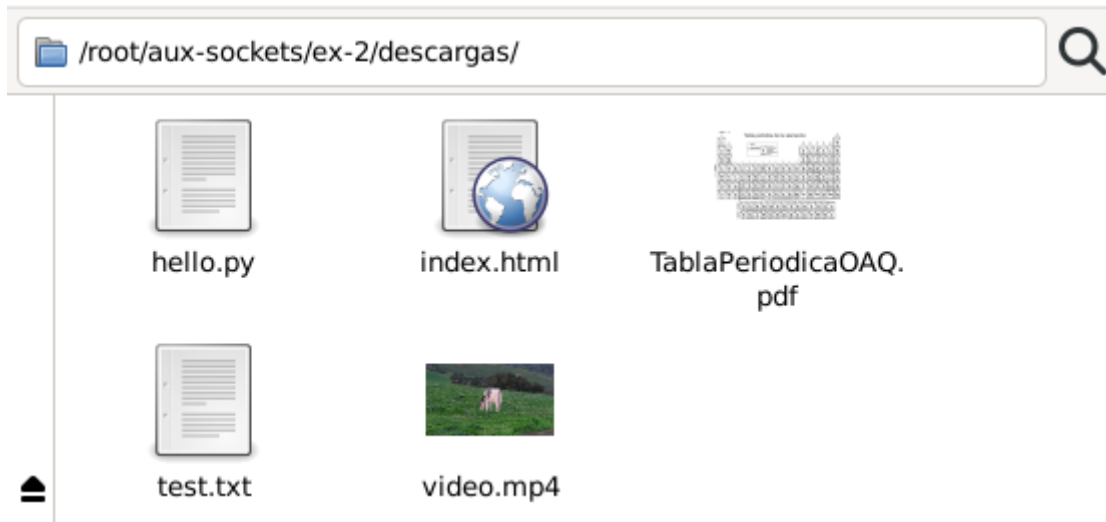 /root/aux-sockets/ex-2/descargas/
hello.py
index.html
TablaPeriodicaOAQ.
pdf
test.txt
video.mp4